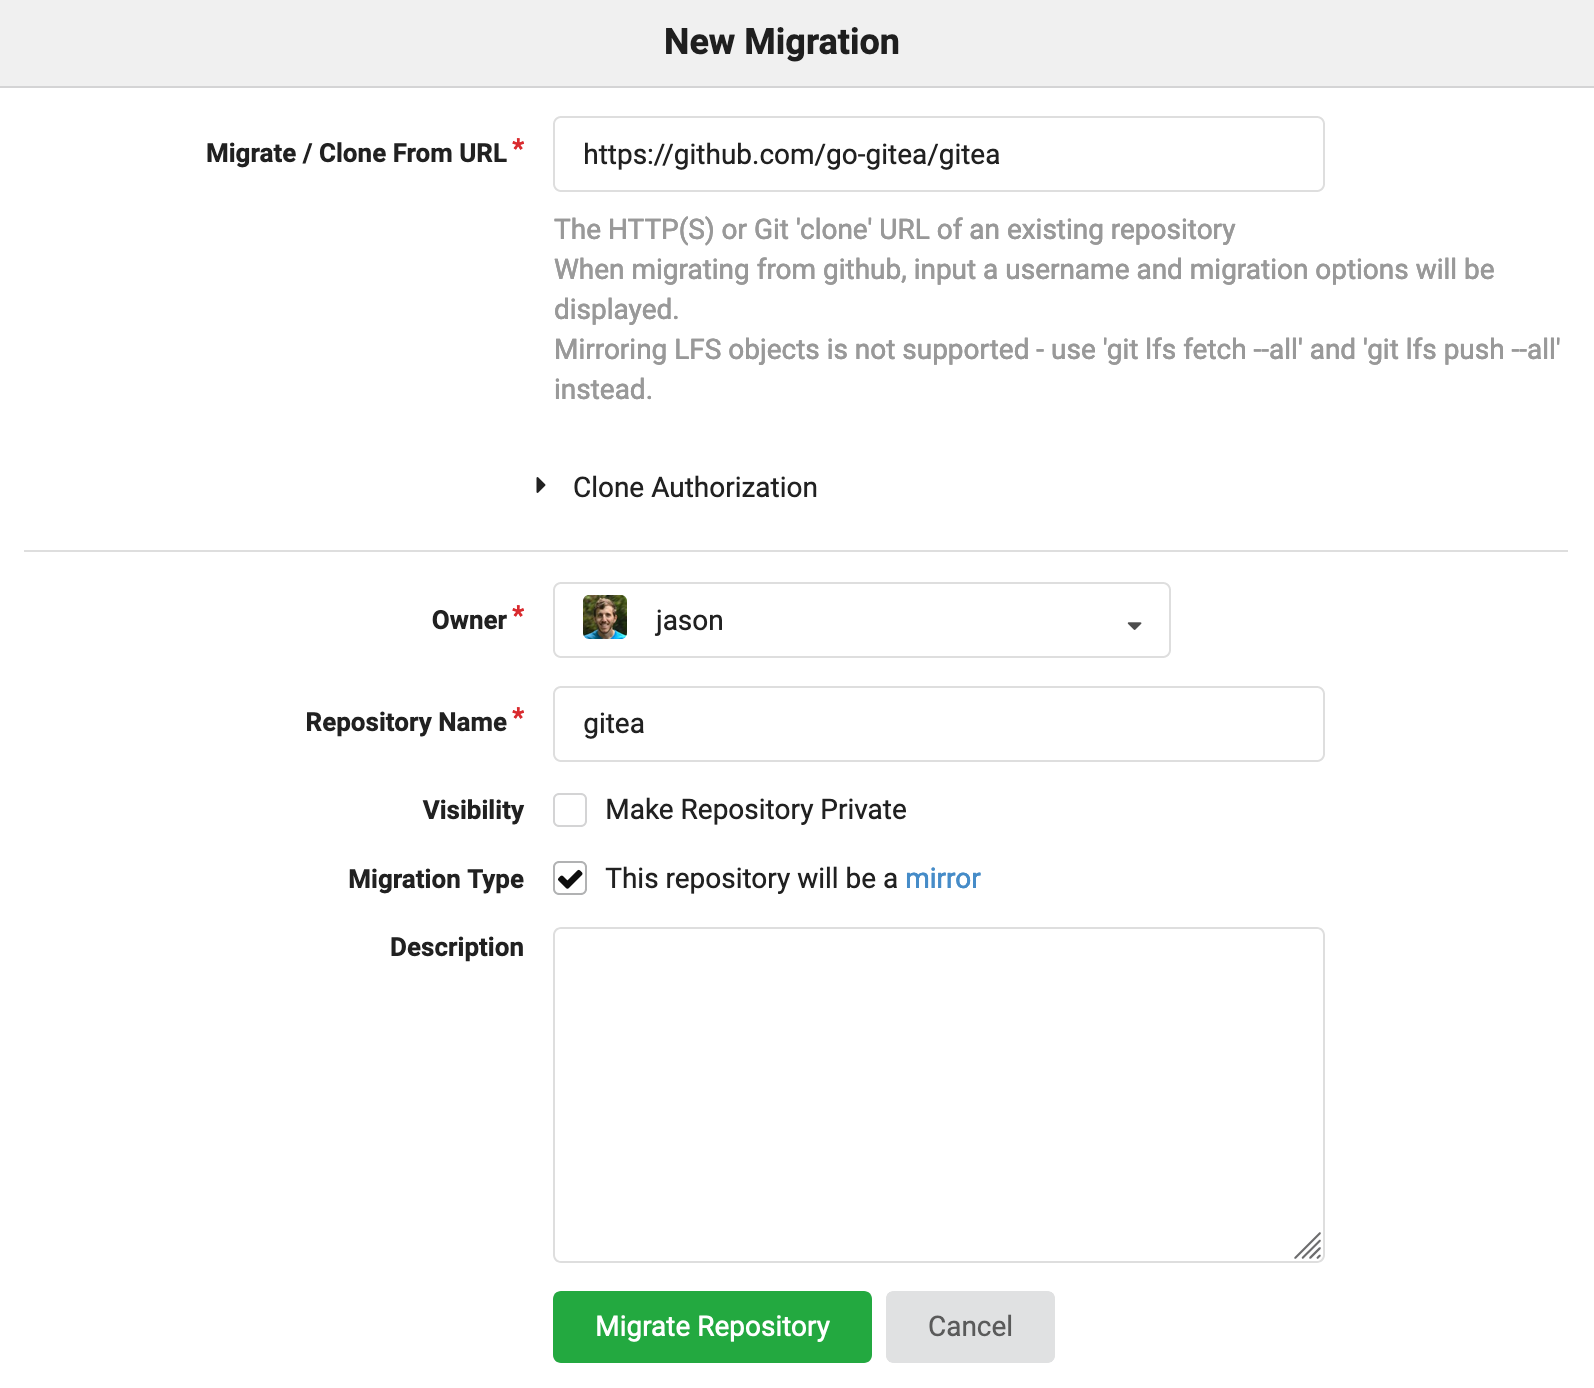 New Migration
Migrate / Clone From URL *
https://github.com/go-gitea/gitea
The HTTP(S) or Git 'clone' URL of an existing repository
When migrating from github, input a username and migration options will be
displayed.
Mirroring LFS objects is not supported - use 'git lfs fetch --all' and 'git lfs push --all'
instead.
Clone Authorization
Owner *
jason
Repository Name *
gitea
Visibility
Make Repository Private
Migration Type
This repository will be a mirror
Description
Migrate Repository
Cancel